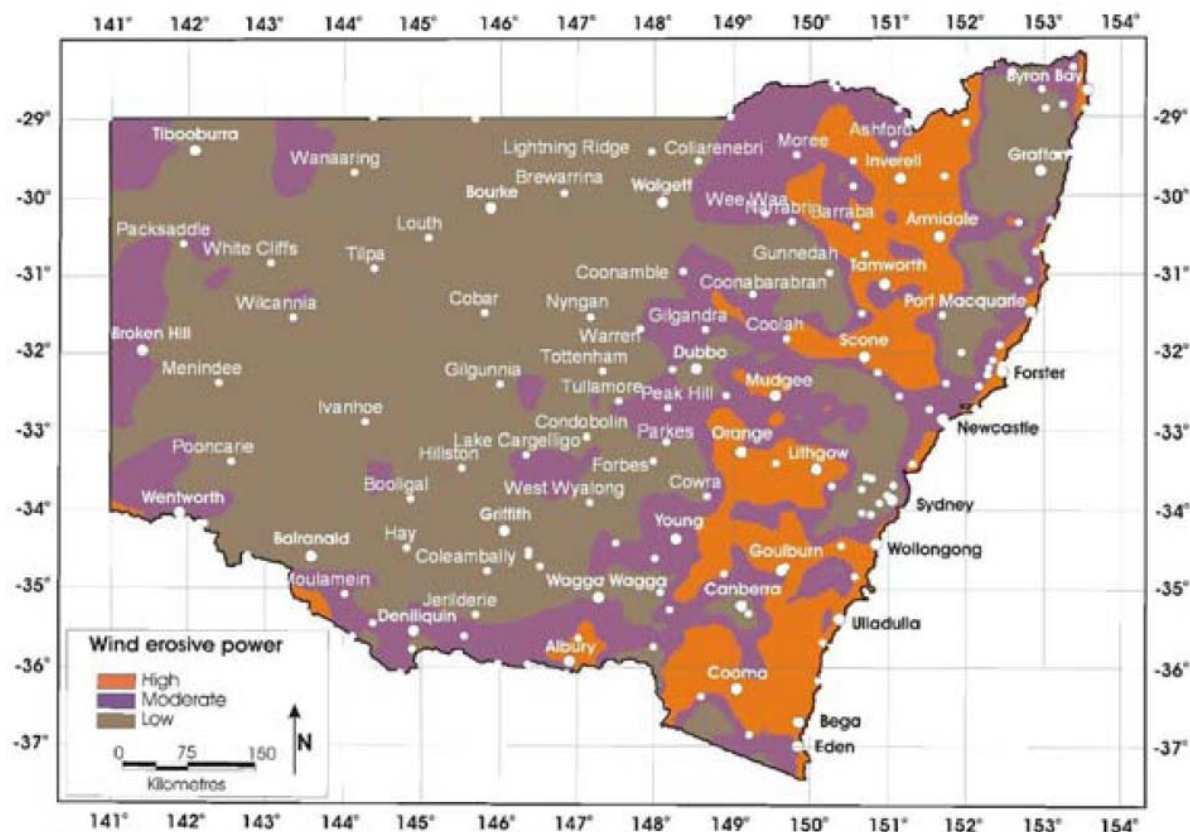 141° 142° 143° 144° 145° 146° 147° 148° 149° 150° 151° 152° 153° 154°
Byron Bay
-29° -29°
Tibooburra Lightning Ridge Coliarenebri Moree Ashford
Wanaaring Inverell Grafton
Brewarrina
-30° Bourke Walgett Wee Waa -30°
Narrabri Barraba
Packsaddle Louth Armidale
White Cliffs Tilpa Gunnedah
-31° Coonamble Tamworth -31°
Coonabarabran
Wilcannia Cobar Nyngan Port Macquarie
Broken Hill Warren Gilgandra Coolah
-32° Scone -32°
Menindee Gilgunnia Tottenham Dubbo Forster
Tullamore Mudgee
Peak Hill
Ivanhoe Condobolin
-33° Lake Cargelligo Parkes Orange Newcastle -33°
Pooncarie Hillston Forbes Lithgow
Booligal West Wyalong Cowra
-34° Wentworth Griffith Sydney -34°
Young
Balranald Hay Goulburn Wollongong
Coleambally
-35° Moulamein Wagga Wagga Canberra -35°
Jerilderie
Deniliquin Ulladulla
Wind erosive power Albury
-36° High Cooma -36°
Moderate
Low Bega
-37° N Eden -37°
0 75 150
Kilometres
141° 142° 143° 144° 145° 146° 147° 148° 149° 150° 151° 152° 153° 154°